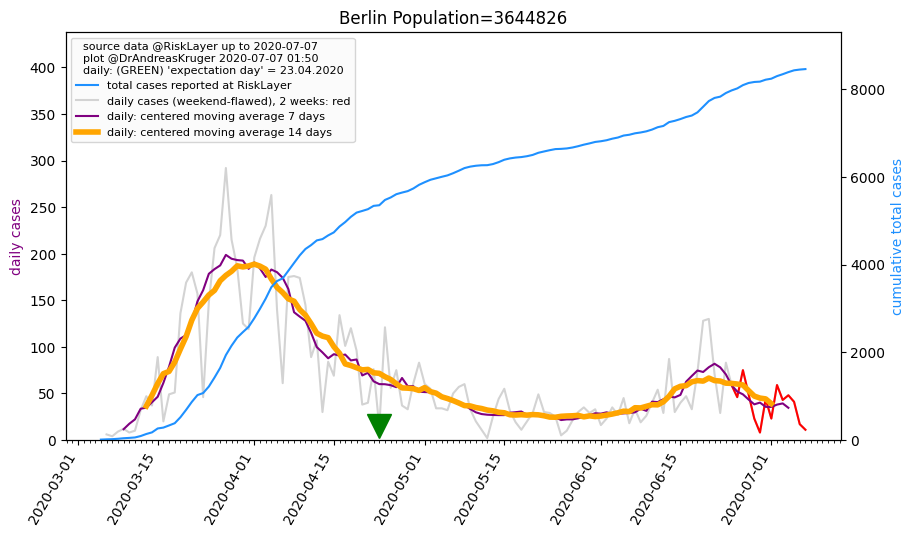 Berlin Population=3644826
source data @RiskLayer up to 2020-07-07
plot @DrAndreasKruger 2020-07-07 01:50
daily: (GREEN) 'expectation day' = 23.04.2020
total cases reported at RiskLayer
daily cases (weekend-flawed), 2 weeks: red
daily: centered moving average 7 days
daily: centered moving average 14 days
daily cases
400
350
300
250
200
150
100
50
0
8000
6000
4000
2000
0
cumulative total cases
2020-03-01
2020-03-15
2020-04-01
2020-04-15
2020-05-01
2020-05-15
2020-06-01
2020-06-15
2020-07-01